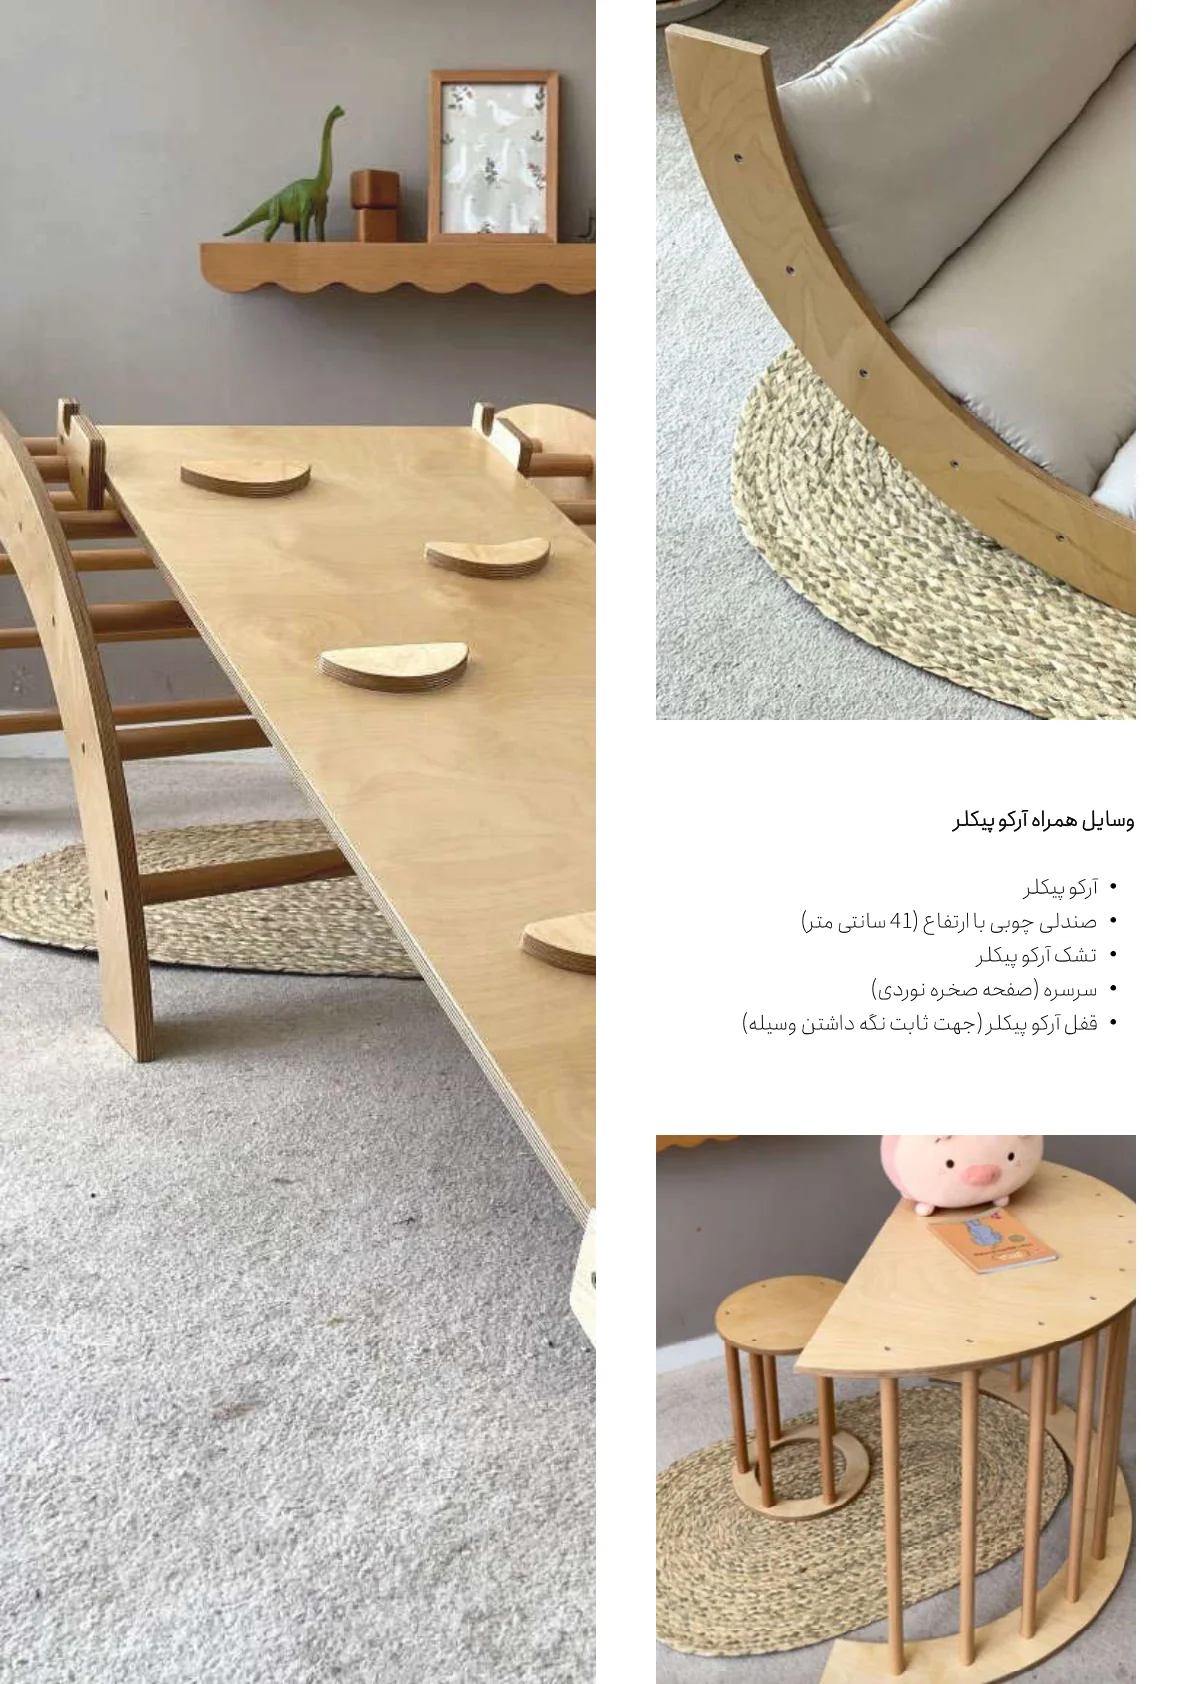 وسایل همراه آرکو پیکلر
• آرکو پیکلر
• صندلی چوبی با ارتفاع (41 سانتی متر)
• تشک آرکو پیکلر
• سرسره (صفحه صخره نوردی)
• قفل آرکو پیکلر (جهت ثابت نگه داشتن وسیله)